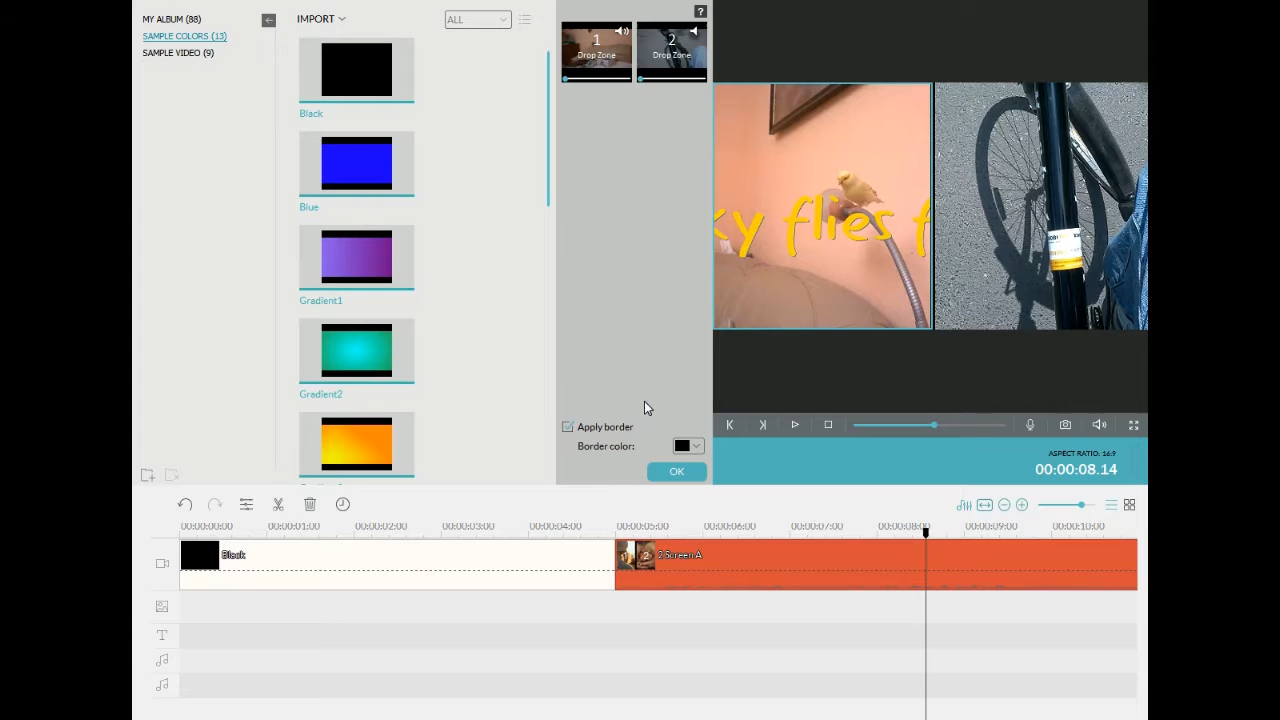 MY ALBUM (88)
SAMPLE COLORS (13)
SAMPLE VIDEO (9)
IMPORT
ALL
?
Black
Blue
Gradient1
Gradient2
1
Drop Zone
2
Drop Zone
Apply border
Border color:
OK
ky flies f
ASPECT RATIO: 16:9
00:00:08.14
00:00:00:00
00:00:01:00
00:00:02:00
00:00:03:00
00:00:04:00
00:00:05:00
00:00:06:00
00:00:07:00
00:00:08:00
00:00:09:00
00:00:10:00
Black
2
2 Screen A
T